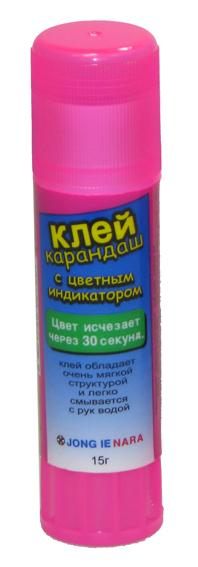 клей
карандаш
с цветным
индикатором
Цвет исчезает
через 30 секунд.
клей обладает
очень мягкой
структурой
и легко
смывается
с рук водой
JONG IE NARA
15г